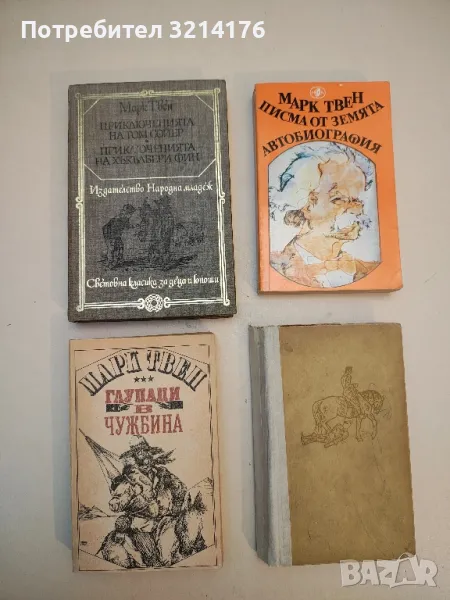 Потребител 3214176
Марк Твен
ПРИКЛЮЧЕНИЯТА
НА ТОМ СОЙЕР
ПРИКЛЮЧЕНИЯТА
НА ХЪКЪЛБЕРИ ФИН
Издателство Народна младеж
Световна класика за деца и юноши
МАРК ТВЕН
ПИСМА ОТ ЗЕМЯТА
АВТОБИОГРАФИЯ
МАРК ТВЕН
ГЛУПАЦИ
В
ЧУЖБИНА
BAZAR